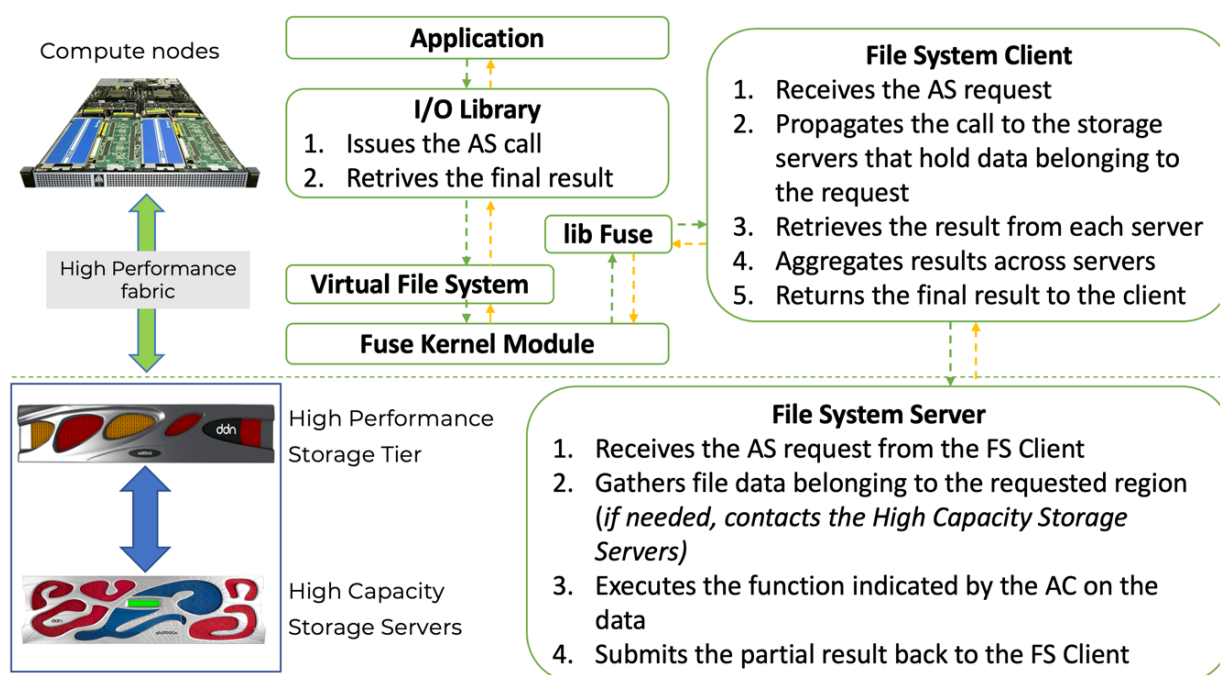 Compute nodes
High Performance
fabric
High Performance
Storage Tier
High Capacity
Storage Servers
ddn
ddn
Application
I/O Library
1. Issues the AS call
2. Retrives the final result
lib Fuse
Virtual File System
Fuse Kernel Module
File System Client
1. Receives the AS request
2. Propagates the call to the storage
servers that hold data belonging to
the request
3. Retrieves the result from each server
4. Aggregates results across servers
5. Returns the final result to the client
File System Server
1. Receives the AS request from the FS Client
2. Gathers file data belonging to the requested region
(if needed, contacts the High Capacity Storage
Servers)
3. Executes the function indicated by the AC on the
data
4. Submits the partial result back to the FS Client